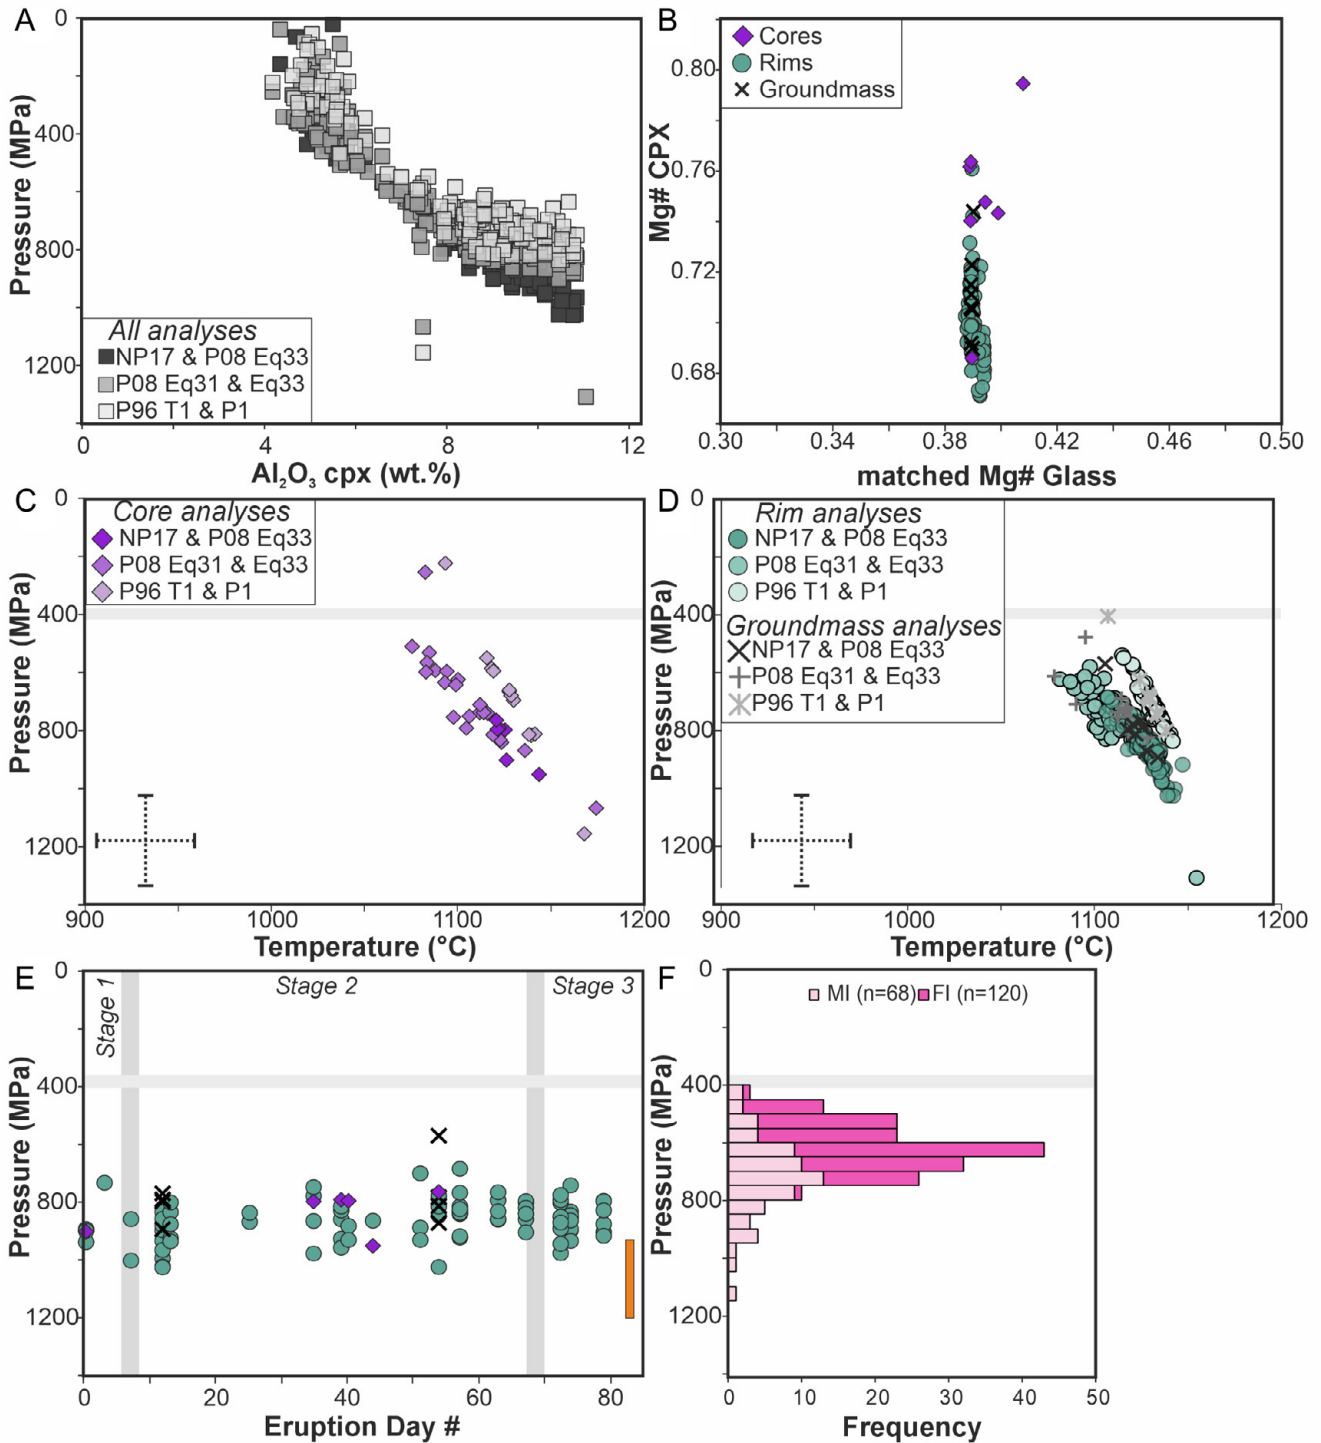 A
0
400
800
1200
Pressure (MPa)
All analyses
NP17 & P08 Eq33
P08 Eq31 & Eq33
P96 T1 & P1
0
4
8
12
Al₂O₃ cpx (wt.%)
B
0.80
0.76
0.72
0.68
Mg# CPX
Cores
Rims
Groundmass
0.30
0.34
0.38
0.42
0.46
0.50
matched Mg# Glass
C
0
400
800
1200
Pressure (MPa)
Core analyses
NP17 & P08 Eq33
P08 Eq31 & Eq33
P96 T1 & P1
900
1000
1100
1200
Temperature (°C)
D
0
400
800
1200
Pressure (MPa)
Rim analyses
NP17 & P08 Eq33
P08 Eq31 & Eq33
P96 T1 & P1
Groundmass analyses
NP17 & P08 Eq33
P08 Eq31 & Eq33
P96 T1 & P1
900
1000
1100
1200
Temperature (°C)
E
0
400
800
1200
Pressure (MPa)
Stage 1
Stage 2
Stage 3
0
20
40
60
80
Eruption Day #
F
0
400
800
1200
Pressure (MPa)
MI (n=68)
FI (n=120)
0
10
20
30
40
50
Frequency